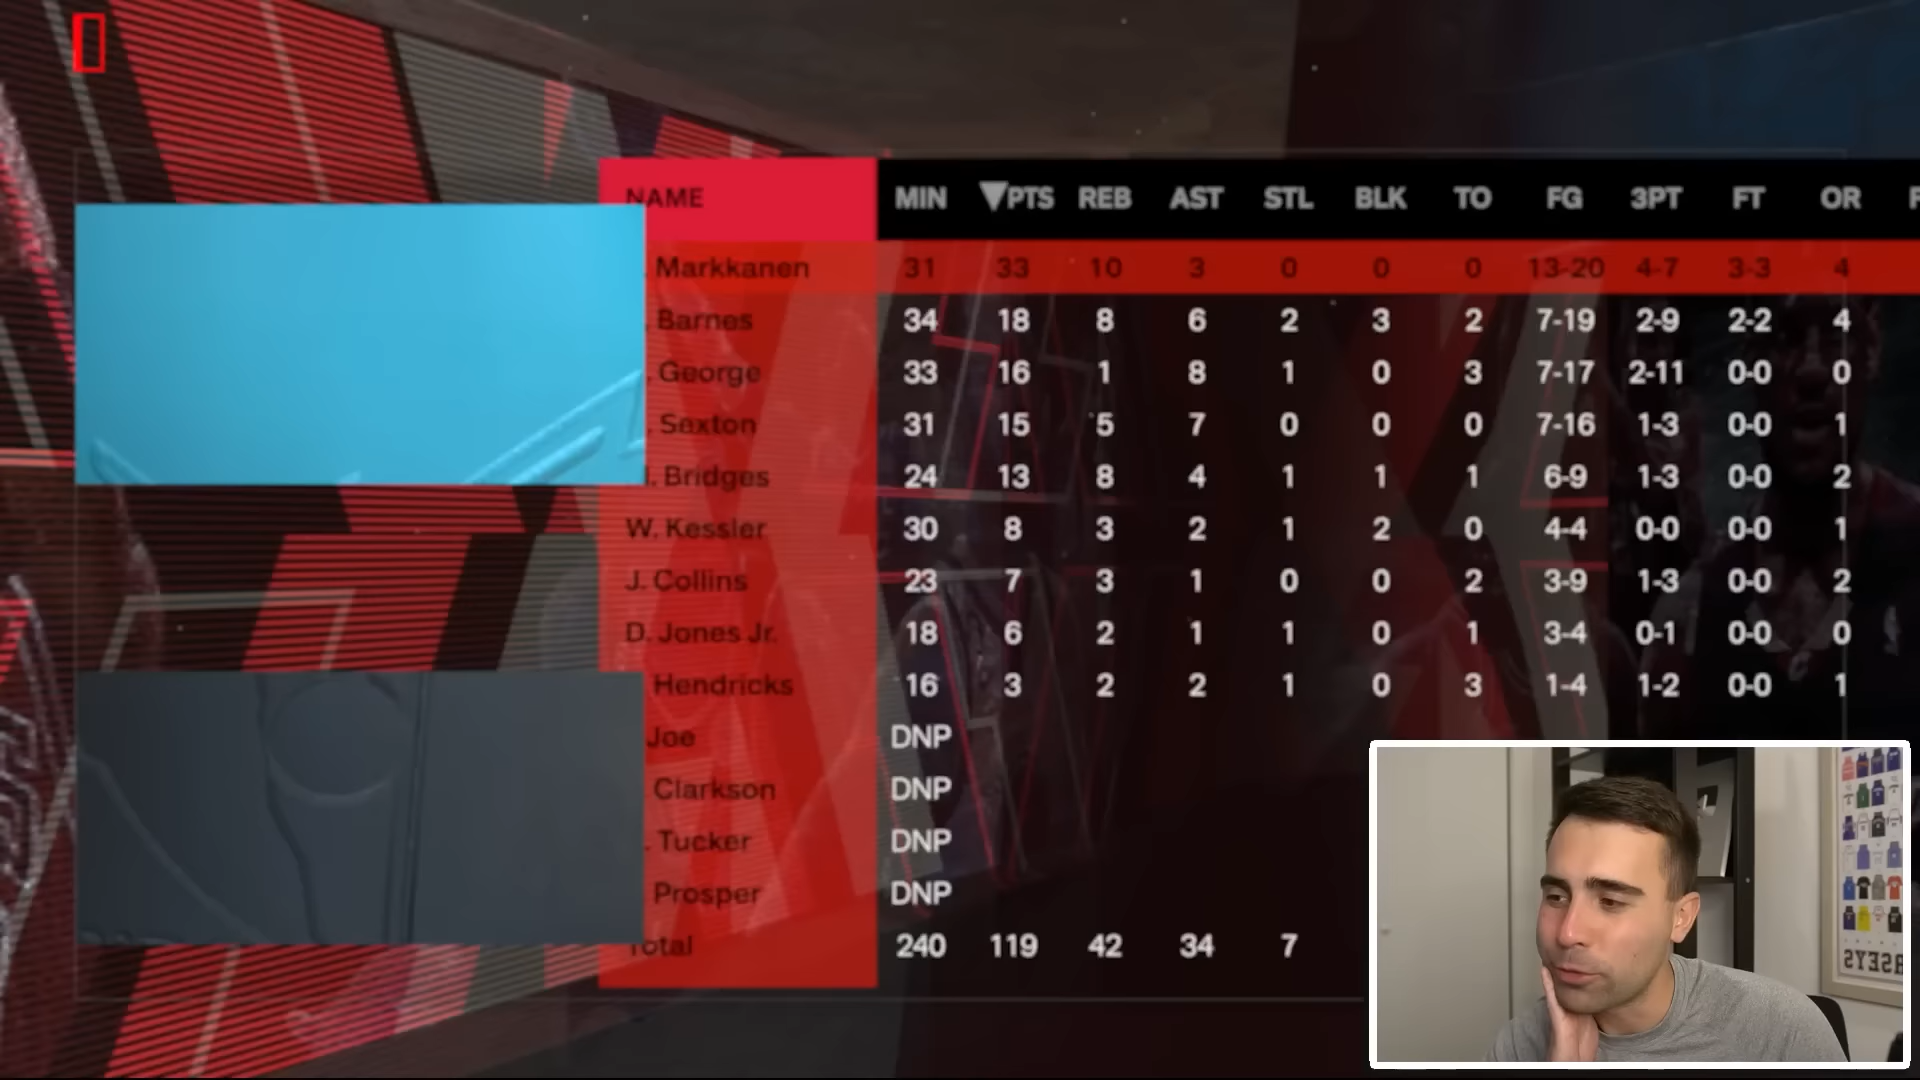 NAME MIN ▼PTS REB AST STL BLK TO FG 3PT FT OR
. Markkanen 31 33 10 3 0 0 0 13-20 4-7 3-3 4
. Barnes 34 18 8 6 2 3 2 7-19 2-9 2-2 4
. George 33 16 1 8 1 0 3 7-17 2-11 0-0 0
. Sexton 31 15 5 7 0 0 0 7-16 1-3 0-0 1
. Bridges 24 13 8 4 1 1 1 6-9 1-3 0-0 2
W. Kessler 30 8 3 2 1 2 0 4-4 0-0 0-0 1
J. Collins 23 7 3 1 0 0 2 3-9 1-3 0-0 2
D. Jones Jr. 18 6 2 1 1 0 1 3-4 0-1 0-0 0
Hendricks 16 3 2 2 1 0 3 1-4 1-2 0-0 1
Joe DNP
Clarkson DNP
. Tucker DNP
Prosper DNP
Total 240 119 42 34 7